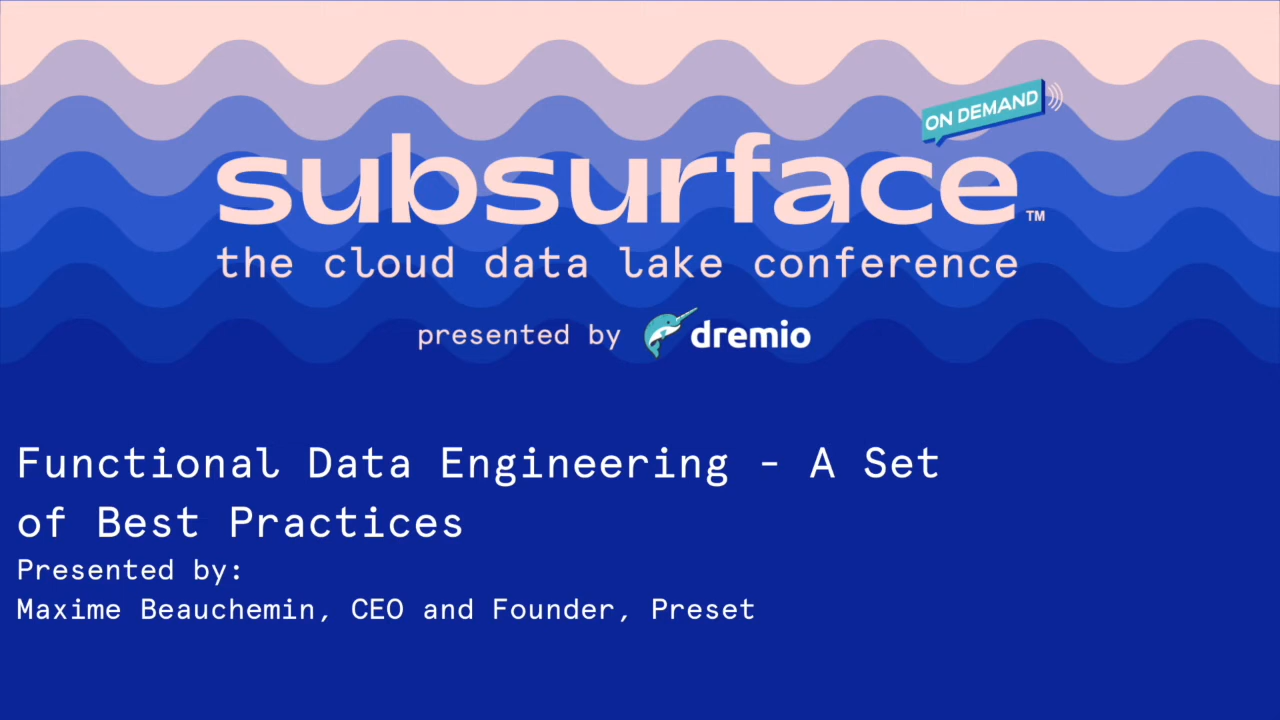 ON DEMAND
subsurface™
the cloud data lake conference
presented by dremio
Functional Data Engineering - A Set
of Best Practices
Presented by:
Maxime Beauchemin, CEO and Founder, Preset